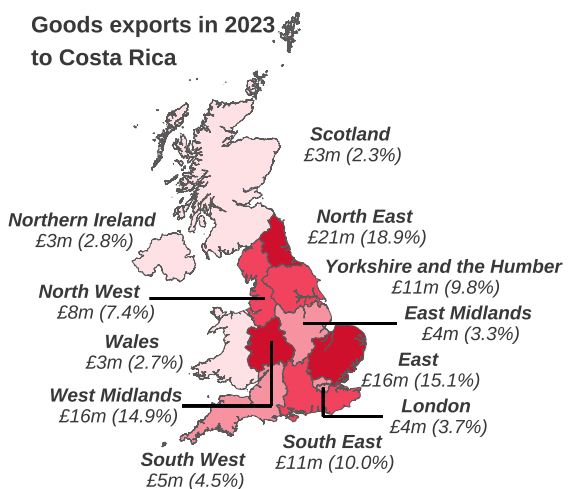 Goods exports in 2023
to Costa Rica
Scotland
£3m (2.3%)
Northern Ireland
£3m (2.8%)
North East
£21m (18.9%)
Yorkshire and the Humber
£11m (9.8%)
North West
£8m (7.4%)
East Midlands
£4m (3.3%)
Wales
£3m (2.7%)
East
£16m (15.1%)
West Midlands
£16m (14.9%)
London
£4m (3.7%)
South East
£11m (10.0%)
South West
£5m (4.5%)